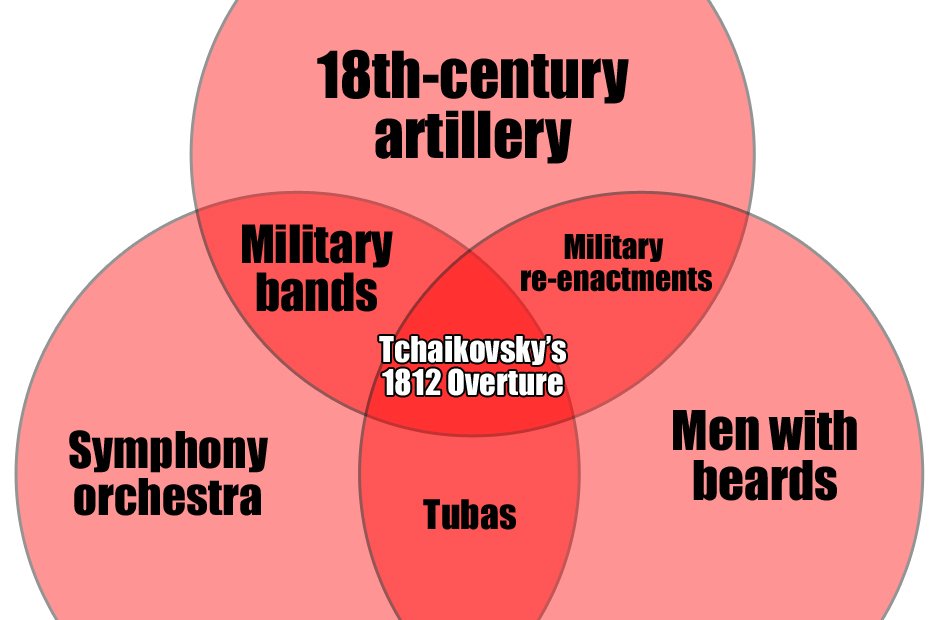 18th-century
artillery
Military
bands
Military
re-enactments
Tchaikovsky’s
1812 Overture
Symphony
orchestra
Men with
beards
Tubas